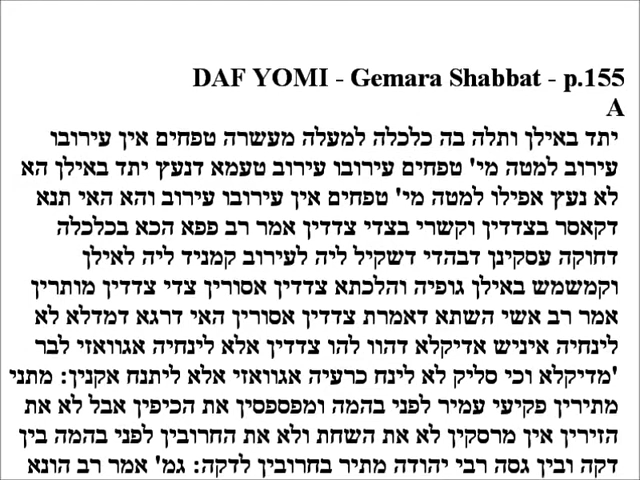 DAF YOMI - Gemara Shabbat - p.155
A
יתד באילן ותלה בה כלכלה למעלה מעשרה טפחים אין עירובו
עירוב למטה מי' טפחים עירובו עירוב טעמא דנעץ יתד באילן הא
לא נעץ אפילו למטה מי' טפחים אין עירובו עירוב והא האי תנא
דקאסר בצדדין וקשרי בצדי צדדין אמר רב פפא הכא בכלכלה
דחוקה עסקינן דבהדי דשקיל ליה לעירוב קמניד ליה לאילן
וקמשמש באילן גופיה והלכתא צדדין אסורין צדי צדדין מותרין
אמר רב אשי השתא דאמרת צדדין אסורין האי דרגא דמדלא לא
לינחיה איניש אדיקלא דהוו להו צדדין אלא לינחיה אגוואזי לבר
'מדיקלא וכי סליק לא לינח כרעיה אגוואזי אלא ליתנח אקנין: מתני
מתירין פקיעי עמיר לפני בהמה ומפספסין את הכיפין אבל לא את
הזירין אין מרסקין לא את השחת ולא את החרובין לפני בהמה בין
דקה ובין גסה רבי יהודה מתיר בחרובין לדקה: גמ' אמר רב הונא